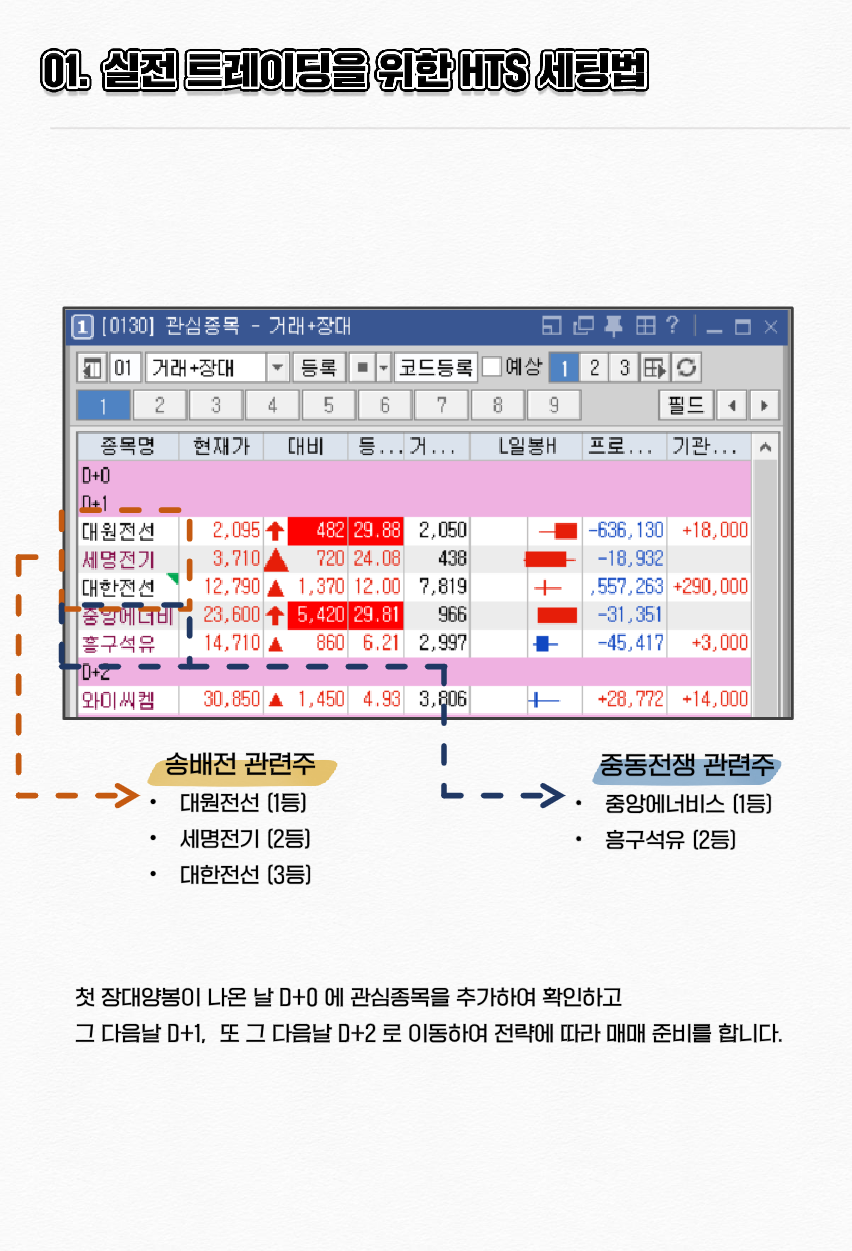 01. 실전 트레이딩을 위한 HTS 세팅법
1 [0130] 관심종목 - 거래+장대 ?
01 거래+장대 등록 코드등록 예상 1 2 3
1 2 3 4 5 6 7 8 9 필드
종목명 현재가 대비 등... 거... L일봉H 프로... 기관...
D+0
D+1
대원전선 2,095 482 29.88 2,050 -636,130 +18,000
세명전기 3,710 720 24.08 438 -18,932
대한전선 12,790 1,370 12.00 7,819 ,557,263 +290,000
중앙에너비 23,600 5,420 29.81 966 -31,351
흥구석유 14,710 860 6.21 2,997 -45,417 +3,000
D+2
와이씨켐 30,850 1,450 4.93 3,806 +28,772 +14,000
송배전 관련주
• 대원전선 (1등)
• 세명전기 (2등)
• 대한전선 (3등)
중동전쟁 관련주
• 중앙에너비스 (1등)
• 흥구석유 (2등)
첫 장대양봉이 나온 날 D+0 에 관심종목을 추가하여 확인하고
그 다음날 D+1, 또 그 다음날 D+2 로 이동하여 전략에 따라 매매 준비를 합니다.